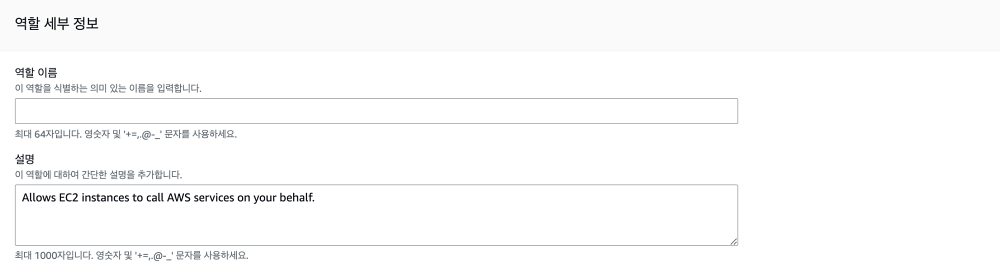 역할 세부 정보
역할 이름
이 역할을 식별하는 의미 있는 이름을 입력합니다.
최대 64자입니다. 영숫자 및 '+=,.@-_' 문자를 사용하세요.
설명
이 역할에 대하여 간단한 설명을 추가합니다.
Allows EC2 instances to call AWS services on your behalf.
최대 1000자입니다. 영숫자 및 '+=,.@-_' 문자를 사용하세요.